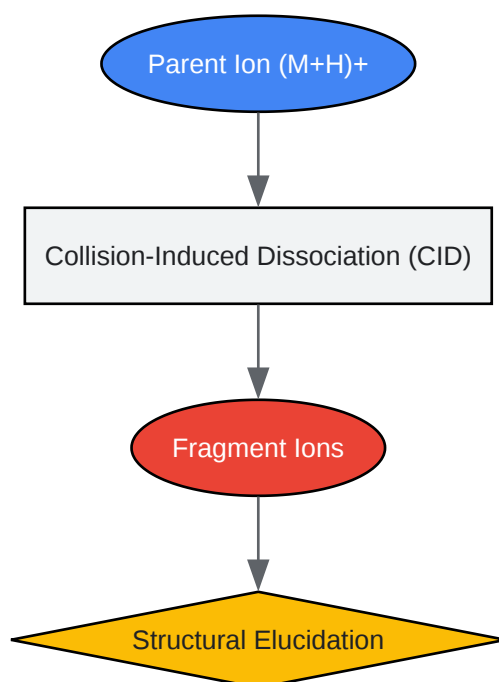 Parent Ion (M+H)+
Collision-Induced Dissociation (CID)
Fragment Ions
Structural Elucidation